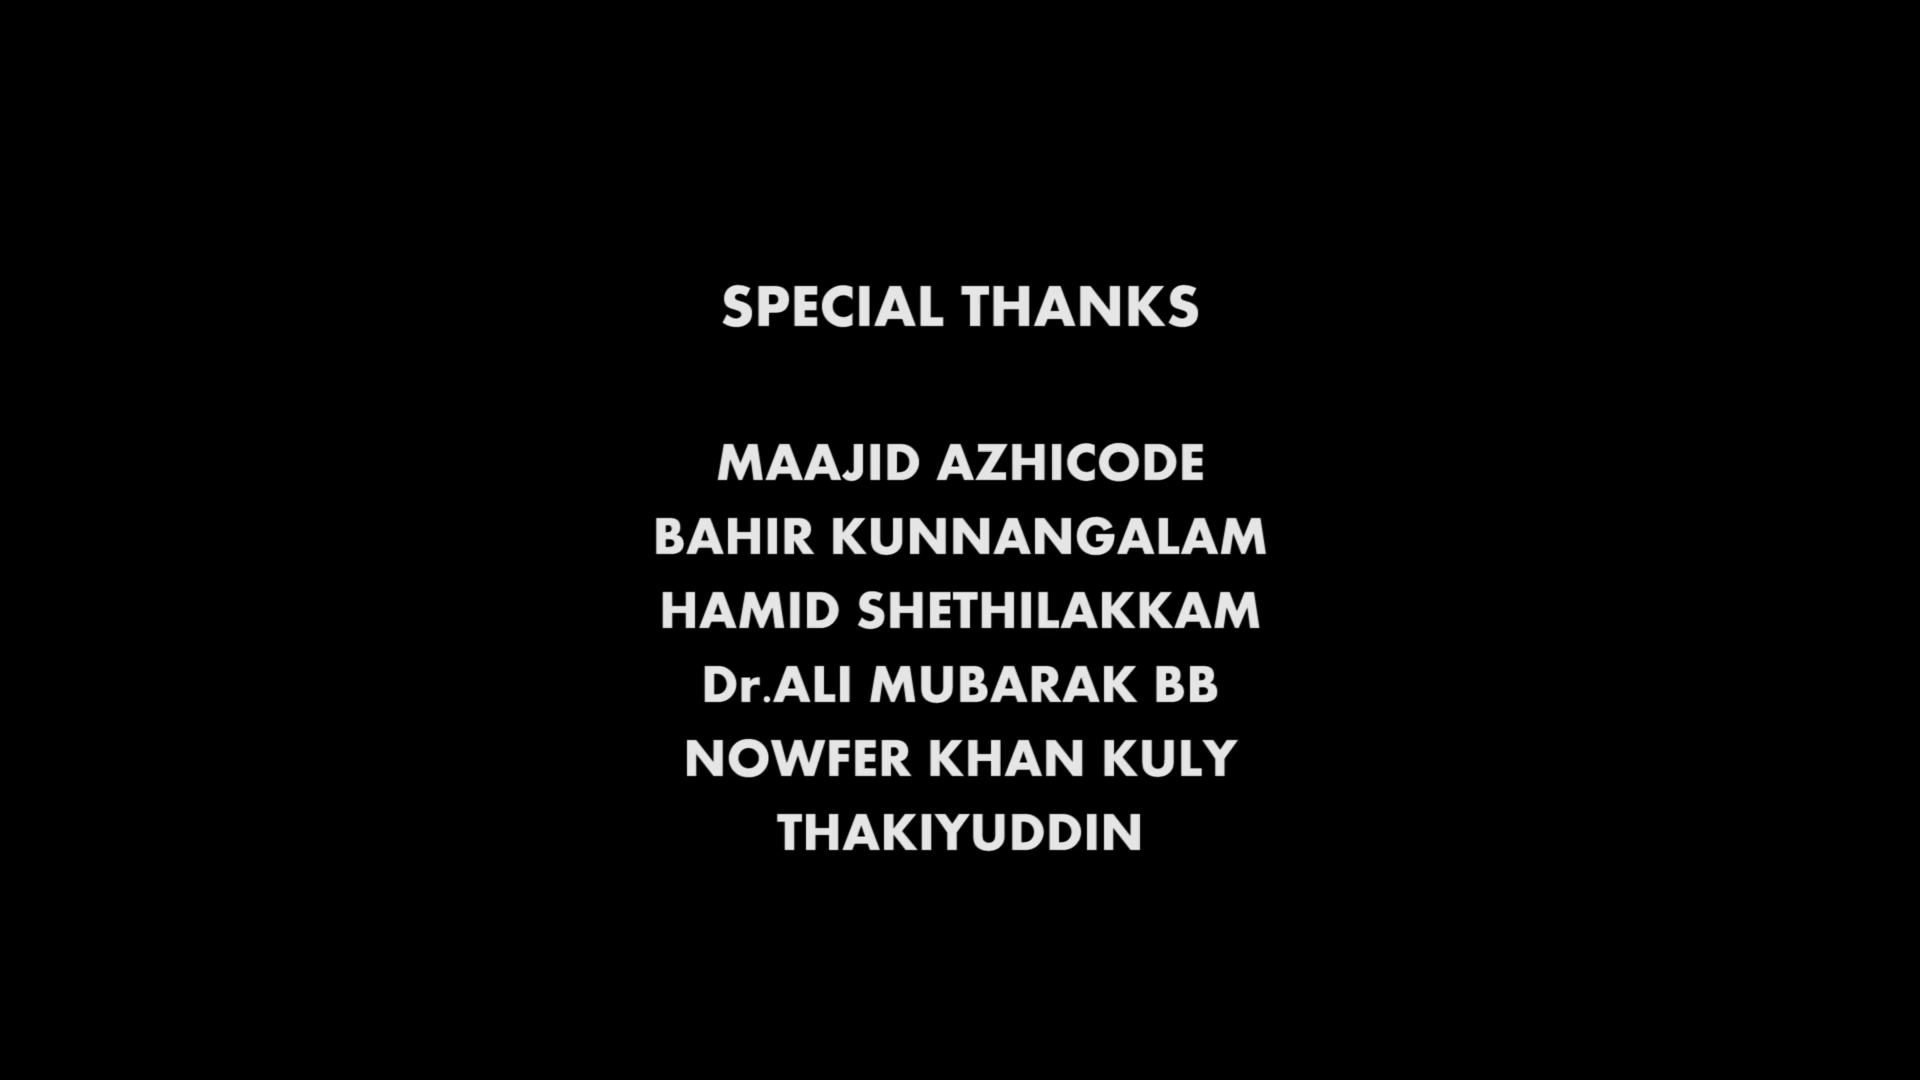 SPECIAL THANKS
MAAJID AZHICODE
BAHIR KUNNANGALAM
HAMID SHETHILAKKAM
Dr.ALI MUBARAK BB
NOWFER KHAN KULY
THAKIYUDDIN